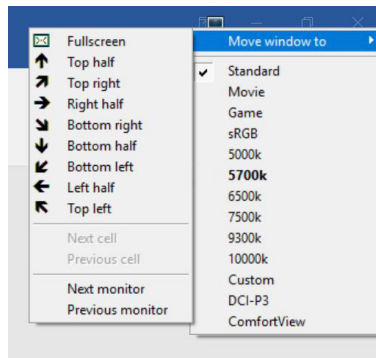 Fullscreen
Top half
Top right
Right half
Bottom right
Bottom half
Bottom left
Left half
Top left
Next cell
Previous cell
Next monitor
Previous monitor
Move window to
Standard
Movie
Game
sRGB
5000k
5700k
6500k
7500k
9300k
10000k
Custom
DCI-P3
ComfortView